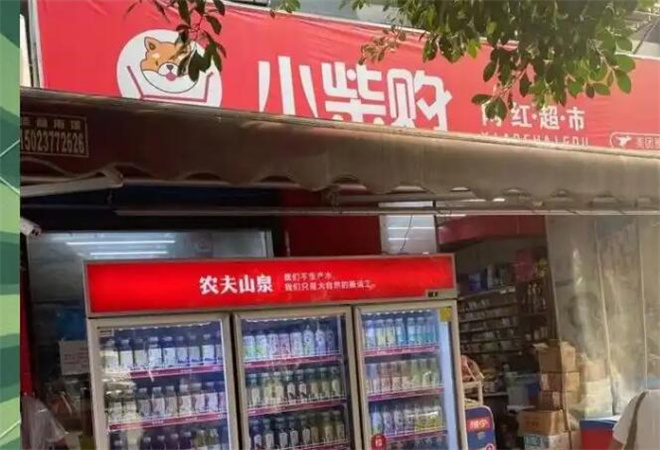 小柴购
网红·超·市
XIAOCHAIGOU
15023772626
农夫山泉
我们不生产水
我们只是大自然的搬运工